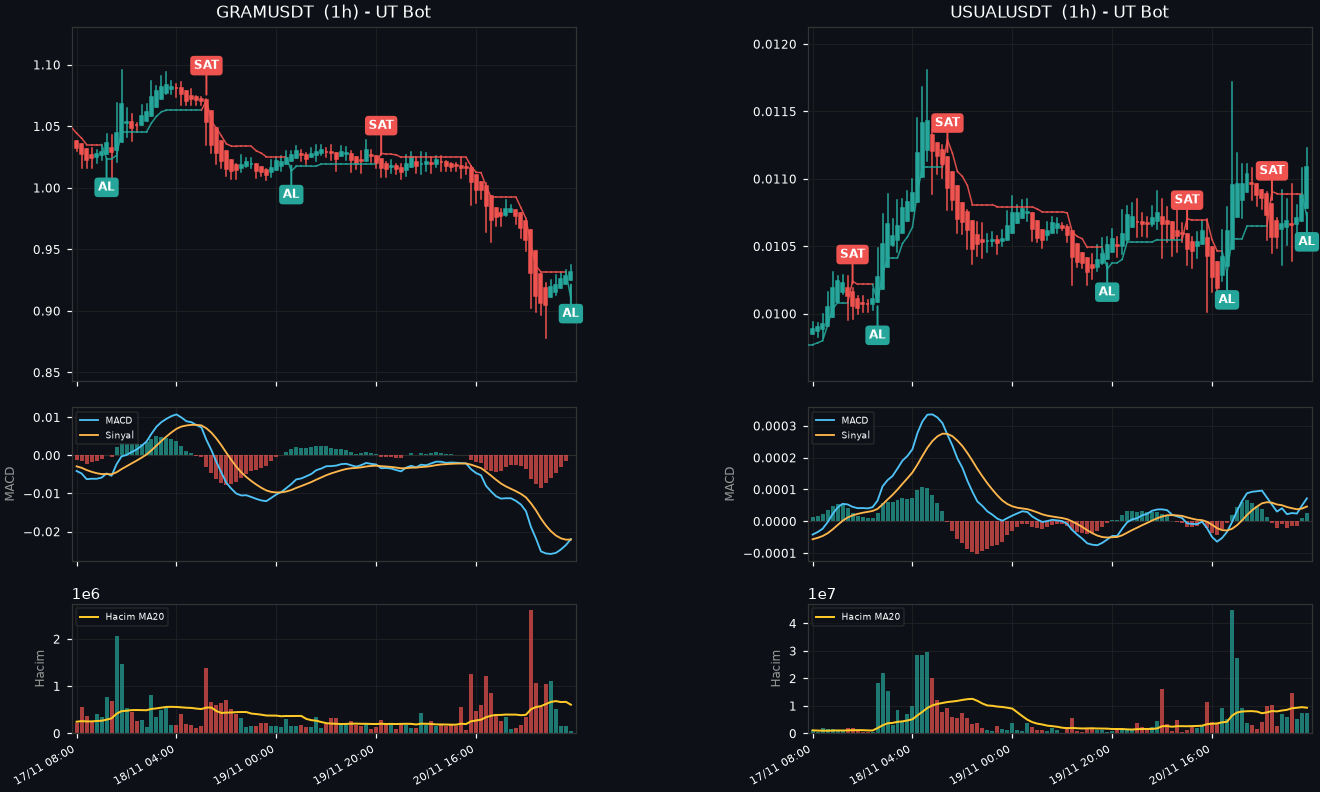 GRAMUSDT  (1h) - UT Bot
1.10
1.05
1.00
0.95
0.90
0.85
SAT
SAT
AL
AL
AL
MACD
Sinyal
0.01
0.00
−0.01
−0.02
MACD
1e6
Hacim MA20
2
1
0
Hacim
17/11 08:00
18/11 04:00
19/11 00:00
19/11 20:00
20/11 16:00
USUALUSDT  (1h) - UT Bot
0.0120
0.0115
0.0110
0.0105
0.0100
SAT
SAT
SAT
SAT
AL
AL
AL
AL
MACD
Sinyal
0.0003
0.0002
0.0001
0.0000
−0.0001
MACD
1e7
Hacim MA20
4
3
2
1
0
Hacim
17/11 08:00
18/11 04:00
19/11 00:00
19/11 20:00
20/11 16:00